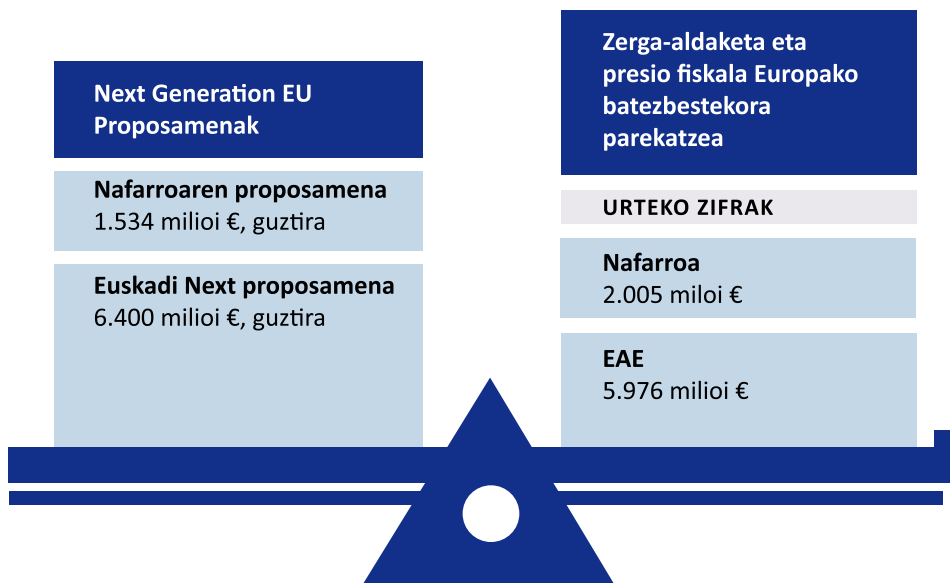 Next Generation EU
Proposamenak
Nafarroaren proposamena
1.534 milioi €, guztira
Euskadi Next proposamena
6.400 milioi €, guztira
Zerga-aldaketa eta
presio fiskala Europako
batezbestekora
parekatzea
URTEKO ZIFRAK
Nafarroa
2.005 miloi €
EAE
5.976 milioi €